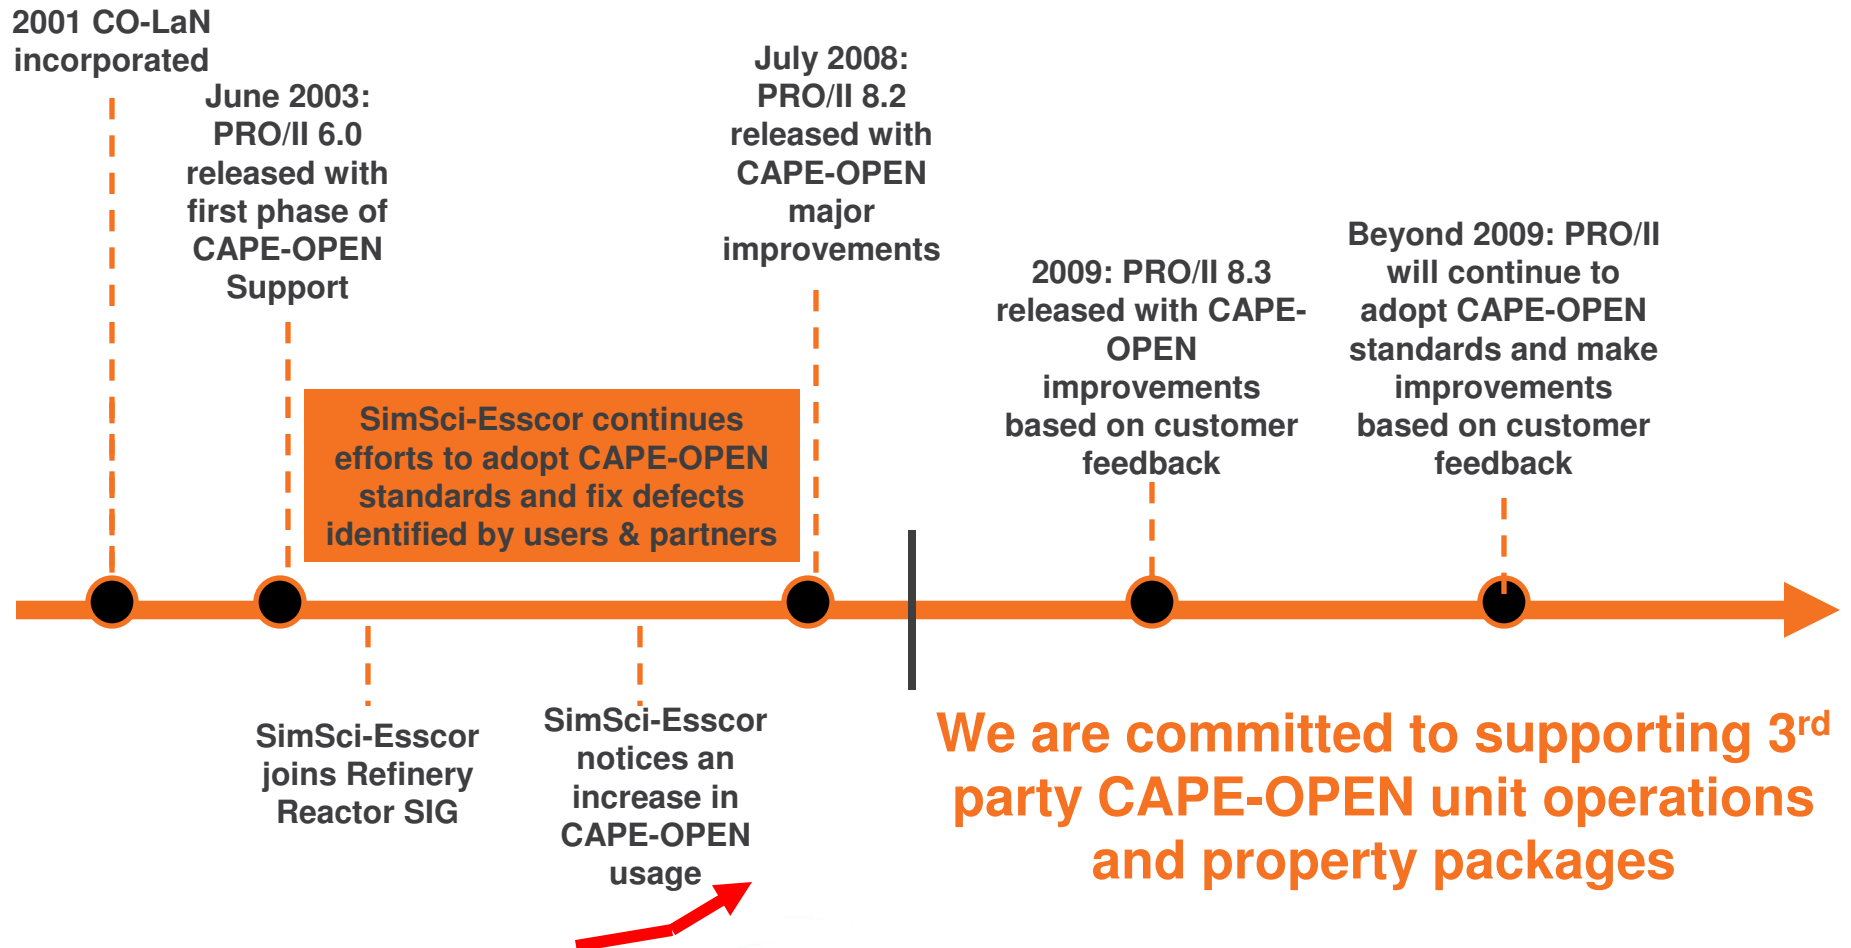 2001 CO-LaN
incorporated
June 2003:
PRO/II 6.0
released with
first phase of
CAPE-OPEN
Support
July 2008:
PRO/II 8.2
released with
CAPE-OPEN
major
improvements
2009: PRO/II 8.3
released with CAPE-
OPEN
improvements
based on customer
feedback
Beyond 2009: PRO/II
will continue to
adopt CAPE-OPEN
standards and make
improvements
based on customer
feedback
SimSci-Esscor continues
efforts to adopt CAPE-OPEN
standards and fix defects
identified by users & partners
SimSci-Esscor
joins Refinery
Reactor SIG
SimSci-Esscor
notices an
increase in
CAPE-OPEN
usage
We are committed to supporting 3rd
party CAPE-OPEN unit operations
and property packages